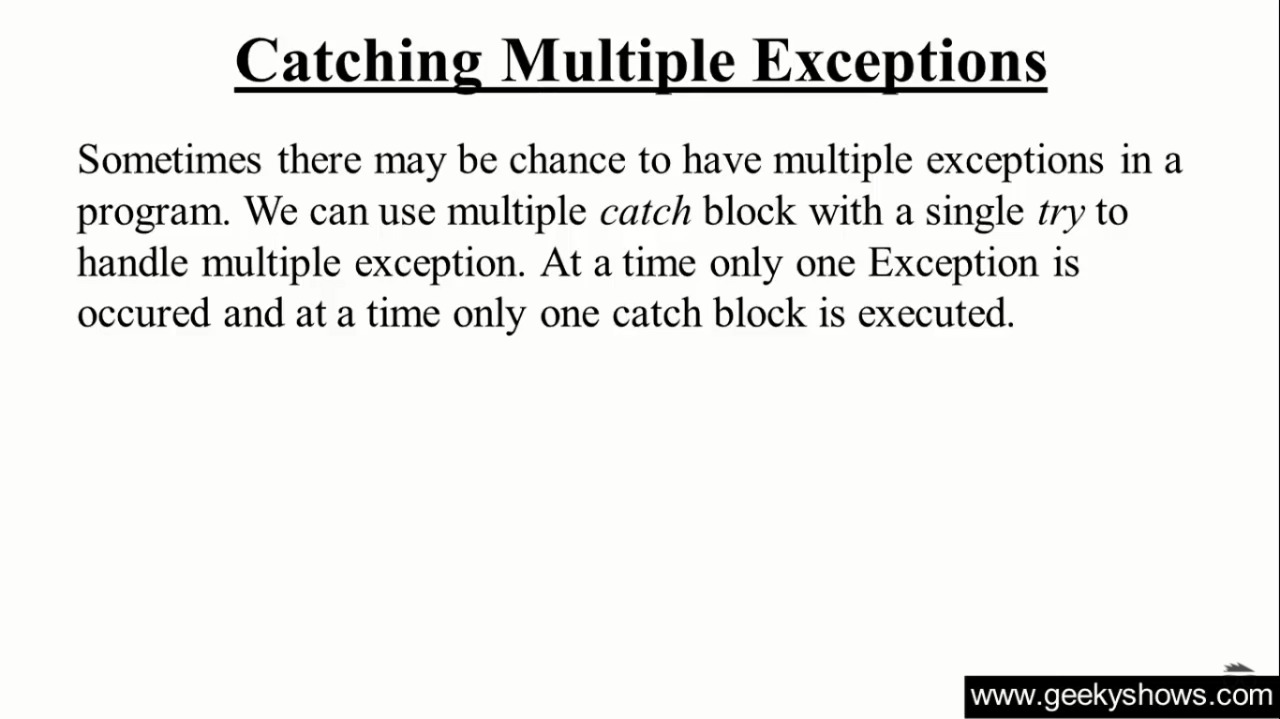 Catching Multiple Exceptions
Sometimes there may be chance to have multiple exceptions in a
program. We can use multiple catch block with a single try to
handle multiple exception. At a time only one Exception is
occured and at a time only one catch block is executed.
www.geekyshows.com